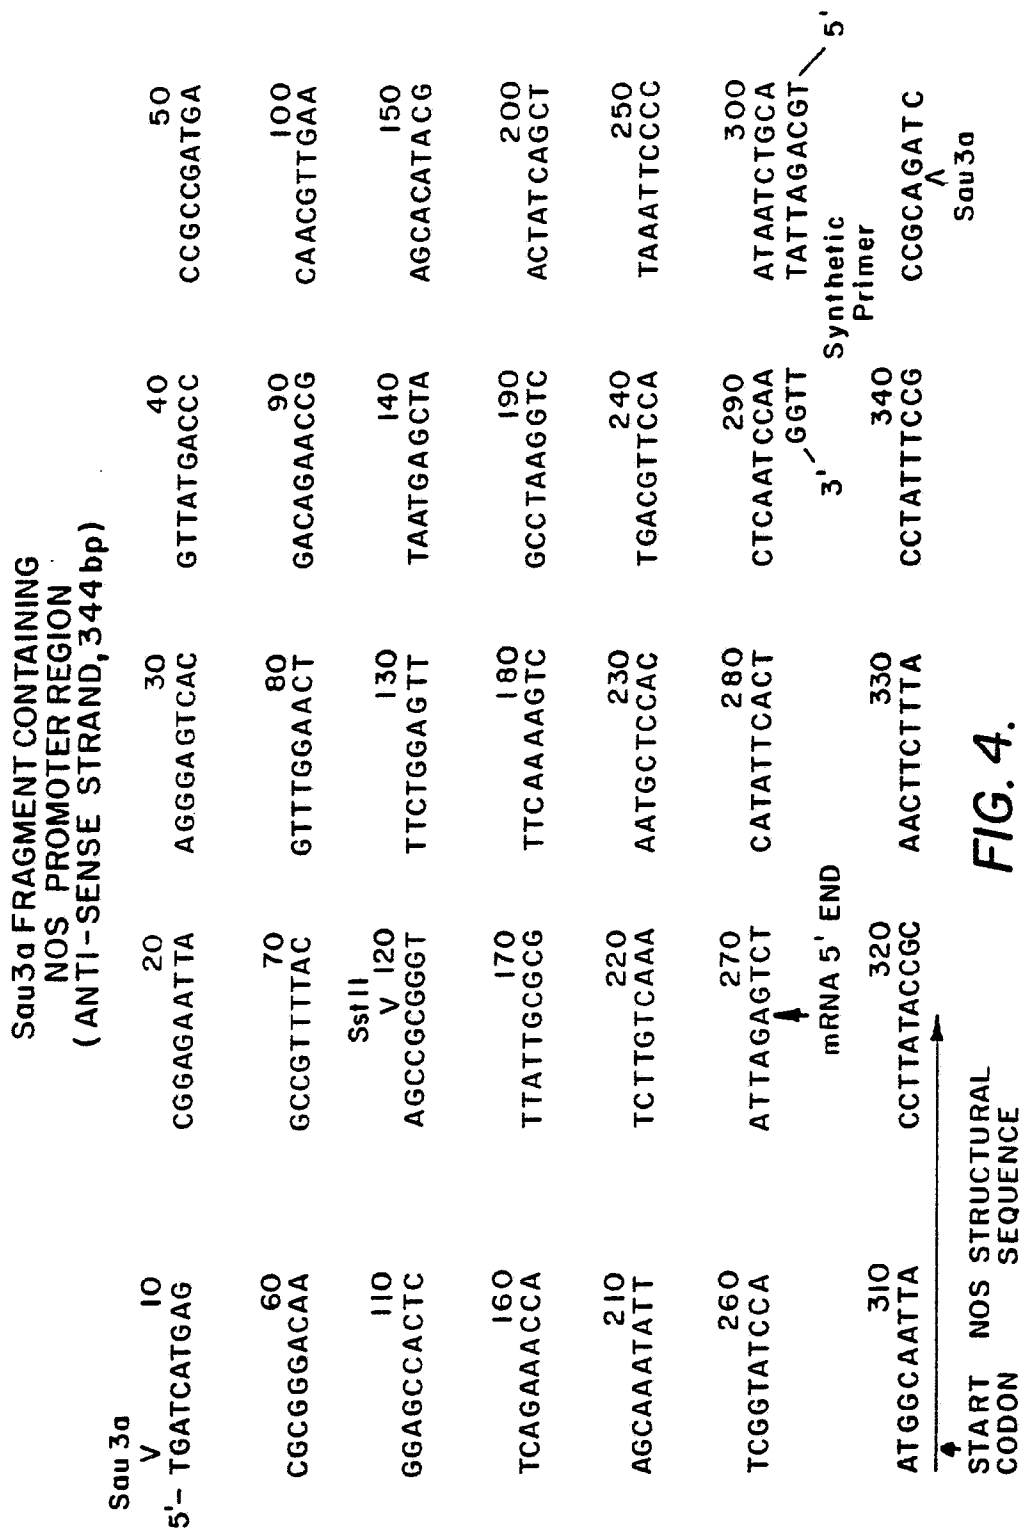 Sau3a FRAGMENT CONTAINING
NOS PROMOTER REGION
(ANTI-SENSE STRAND, 344bp)
Sau 3a
V 10 20 30 40 50
5'- TGATCATGAG CGGAGAATTA AGGGAGTCAC GTTATGACCC CCGCCGATGA
60 70 80 90 100
CGCGGGACAA GCCGTTTTAC GTTTGGAACT GACAGAACCG CAACGTTGAA
SstII
110 V 120 130 140 150
GGAGCCACTC AGCCGCGGGT TTCTGGAGTT TAATGAGCTA AGCACATACG
160 170 180 190 200
TCAGAAACCA TTATTGCGCG TTCAAAAGTC GCCTAAGGTC ACTATCAGCT
210 220 230 240 250
AGCAAATATT TCTTGTCAAA AATGCTCCAC TGACGTTCCA TAAATTCCCC
260 270 280 290 300
TCGGTATCCA ATTAGAGTCT CATATTCACT CTCAATCCAA ATAATCTGCA
3' GGTT TATTAGACGT 5'
mRNA 5' END
Synthetic
Primer
310 320 330 340
ATGGCAATTA CCTTATACCGC AACTTCTTTA CCTATTTCCG CCGCAGATC
^
Sau3a
START NOS STRUCTURAL
CODON SEQUENCE
FIG. 4.